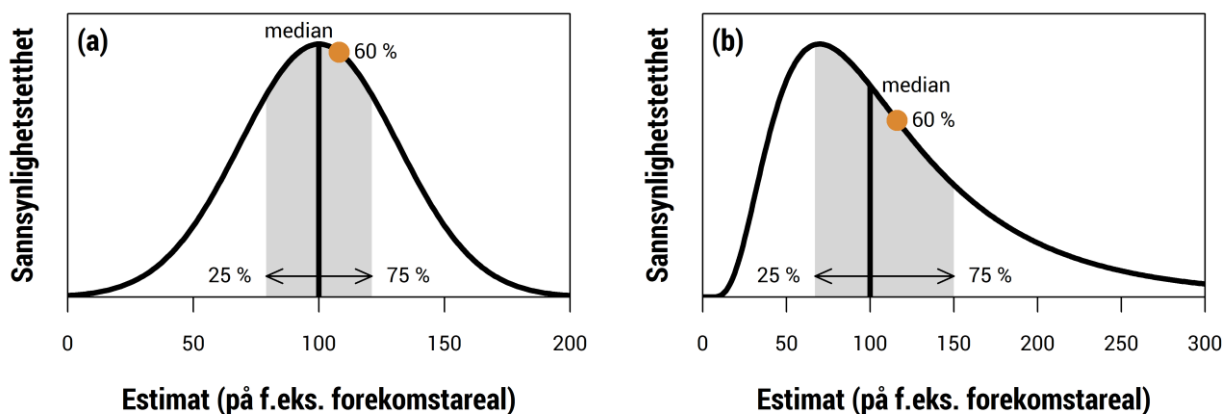 (a)
median
60 %
25 %
75 %
Sannsynlighetstetthet
0
50
100
150
200
Estimat (på f.eks. forekomstareal)
(b)
median
60 %
25 %
75 %
Sannsynlighetstetthet
0
50
100
150
200
250
300
Estimat (på f.eks. forekomstareal)